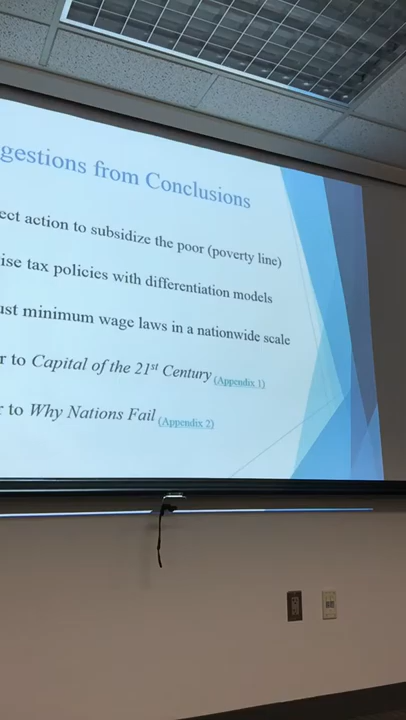 gestions from Conclusions
ect action to subsidize the poor (poverty line)
ise tax policies with differentiation models
ust minimum wage laws in a nationwide scale
r to Capital of the 21st Century (Appendix 1)
r to Why Nations Fail (Appendix 2)